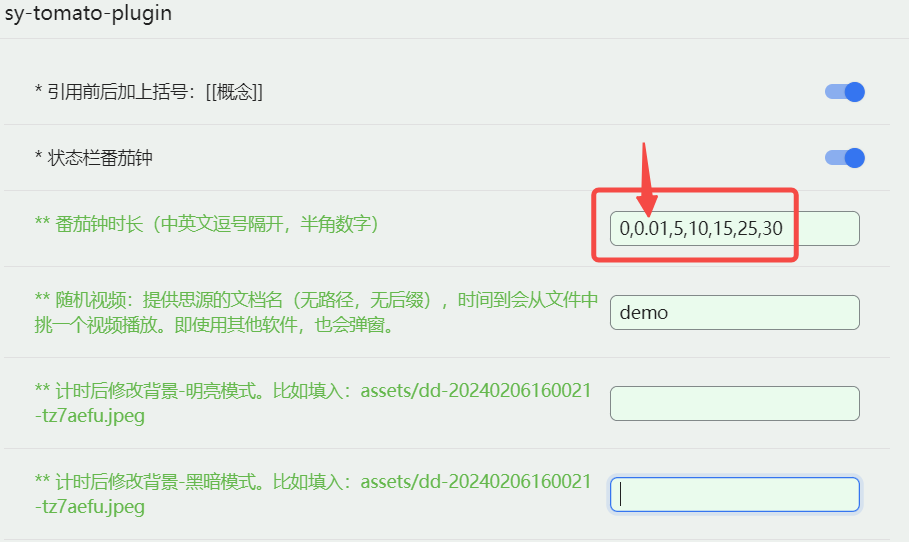 sy-tomato-plugin
* 引用前后加上括号：[[概念]]
* 状态栏番茄钟
** 番茄钟时长（中英文逗号隔开，半角数字）
0,0.01,5,10,15,25,30
** 随机视频：提供思源的文档名（无路径，无后缀），时间到会从文件中
挑一个视频播放。即使用其他软件，也会弹窗。
demo
** 计时后修改背景-明亮模式。比如填入：assets/dd-20240206160021
-tz7aefu.jpeg
** 计时后修改背景-黑暗模式。比如填入：assets/dd-20240206160021
-tz7aefu.jpeg